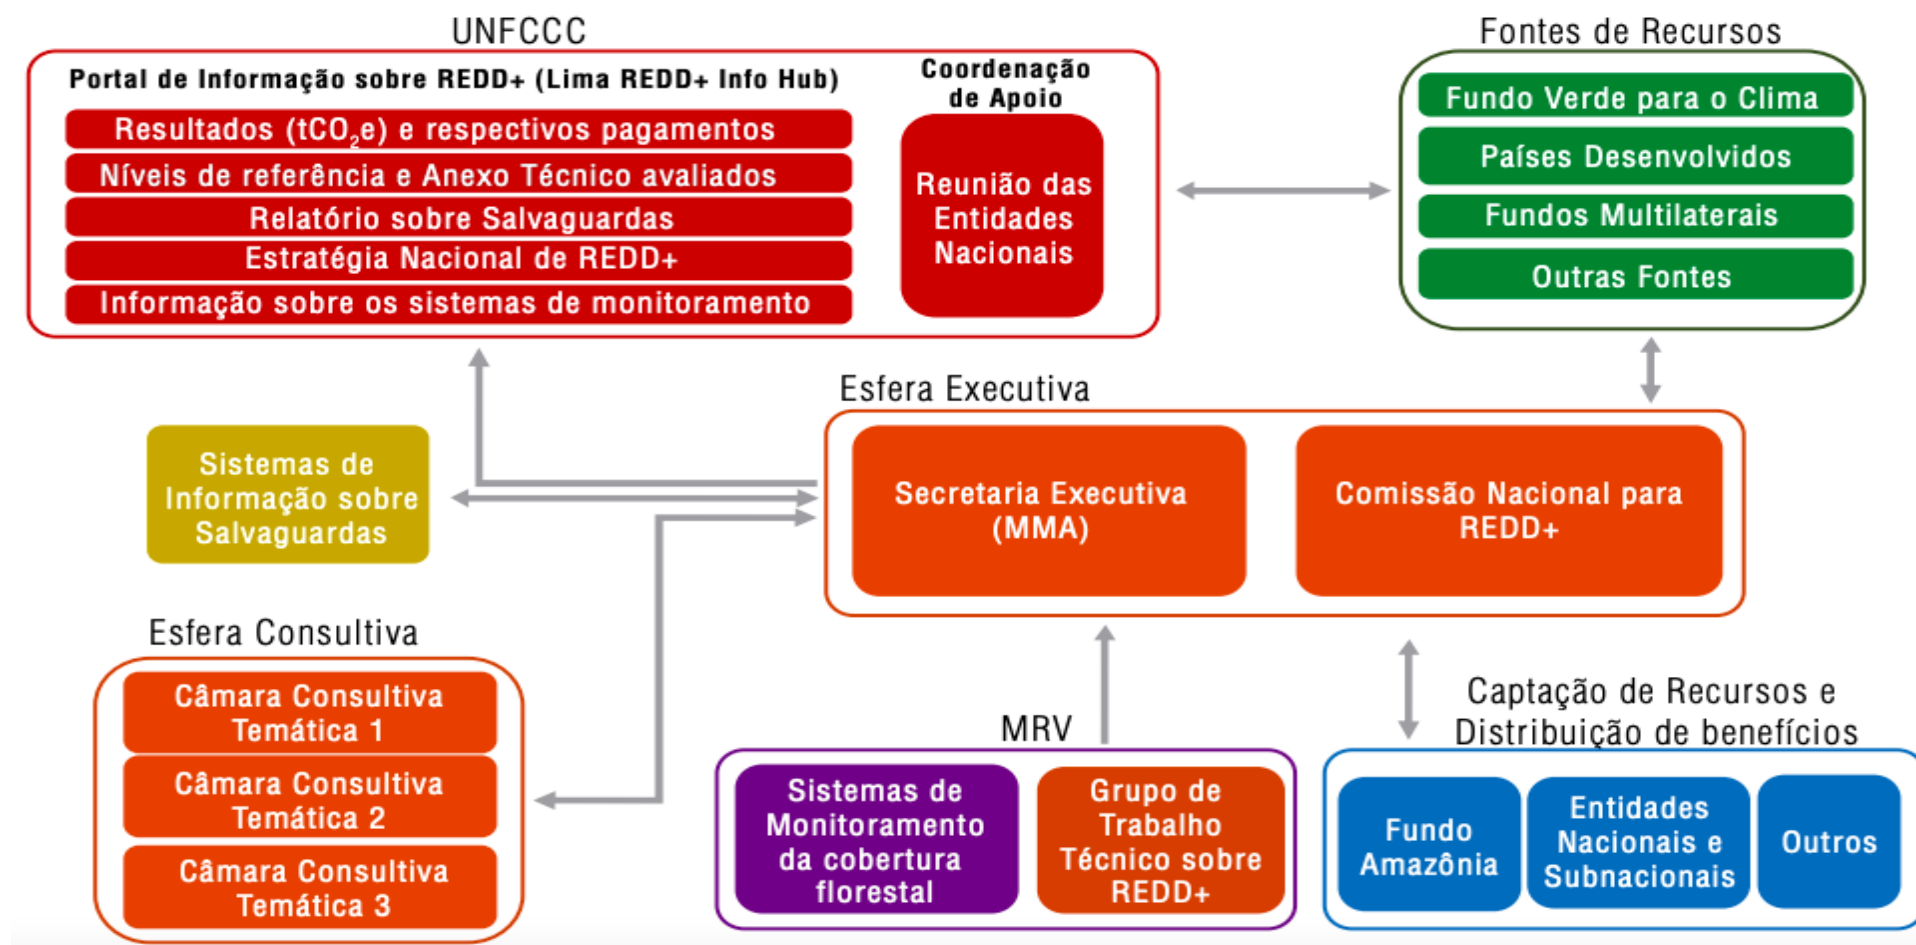 UNFCCC
Portal de Informação sobre REDD+ (Lima REDD+ Info Hub)
Resultados (tCO₂e) e respectivos pagamentos
Níveis de referência e Anexo Técnico avaliados
Relatório sobre Salvaguardas
Estratégia Nacional de REDD+
Informação sobre os sistemas de monitoramento
Coordenação
de Apoio
Reunião das
Entidades
Nacionais
Fontes de Recursos
Fundo Verde para o Clima
Países Desenvolvidos
Fundos Multilaterais
Outras Fontes
Esfera Executiva
Secretaria Executiva
(MMA)
Comissão Nacional para
REDD+
Sistemas de
Informação sobre
Salvaguardas
Esfera Consultiva
Câmara Consultiva
Temática 1
Câmara Consultiva
Temática 2
Câmara Consultiva
Temática 3
MRV
Sistemas de
Monitoramento
da cobertura
florestal
Grupo de
Trabalho
Técnico sobre
REDD+
Captação de Recursos e
Distribuição de benefícios
Fundo
Amazônia
Entidades
Nacionais e
Subnacionais
Outros